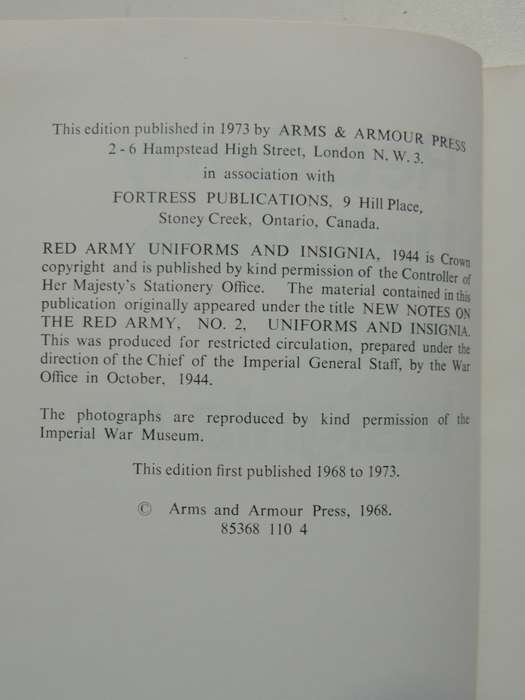 This edition published in 1973 by ARMS & ARMOUR PRESS
2 - 6 Hampstead High Street, London N. W. 3.
in association with
FORTRESS PUBLICATIONS, 9 Hill Place,
Stoney Creek, Ontario, Canada.
RED ARMY UNIFORMS AND INSIGNIA, 1944 is Crown
copyright and is published by kind permission of the Controller of
Her Majesty's Stationery Office. The material contained in this
publication originally appeared under the title NEW NOTES ON
THE RED ARMY, NO. 2, UNIFORMS AND INSIGNIA.
This was produced for restricted circulation, prepared under the
direction of the Chief of the Imperial General Staff, by the War
Office in October, 1944.
The photographs are reproduced by kind permission of the
Imperial War Museum.
This edition first published 1968 to 1973.
© Arms and Armour Press, 1968.
85368 110 4